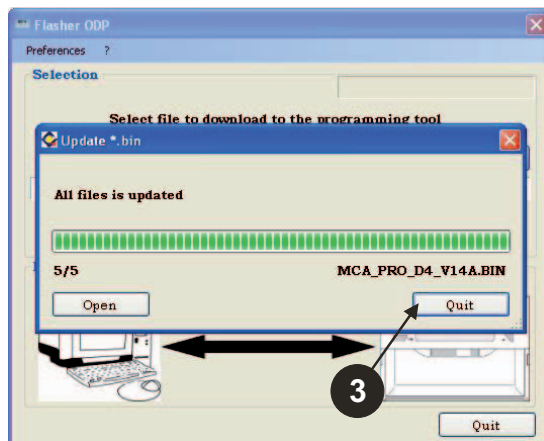 Flasher ODP
Preferences ?
Selection
Select file to download to the programming tool
Update *.bin
All files is updated
5/5 MCA_PRO_D4_V14A.BIN
Open Quit
3
Quit